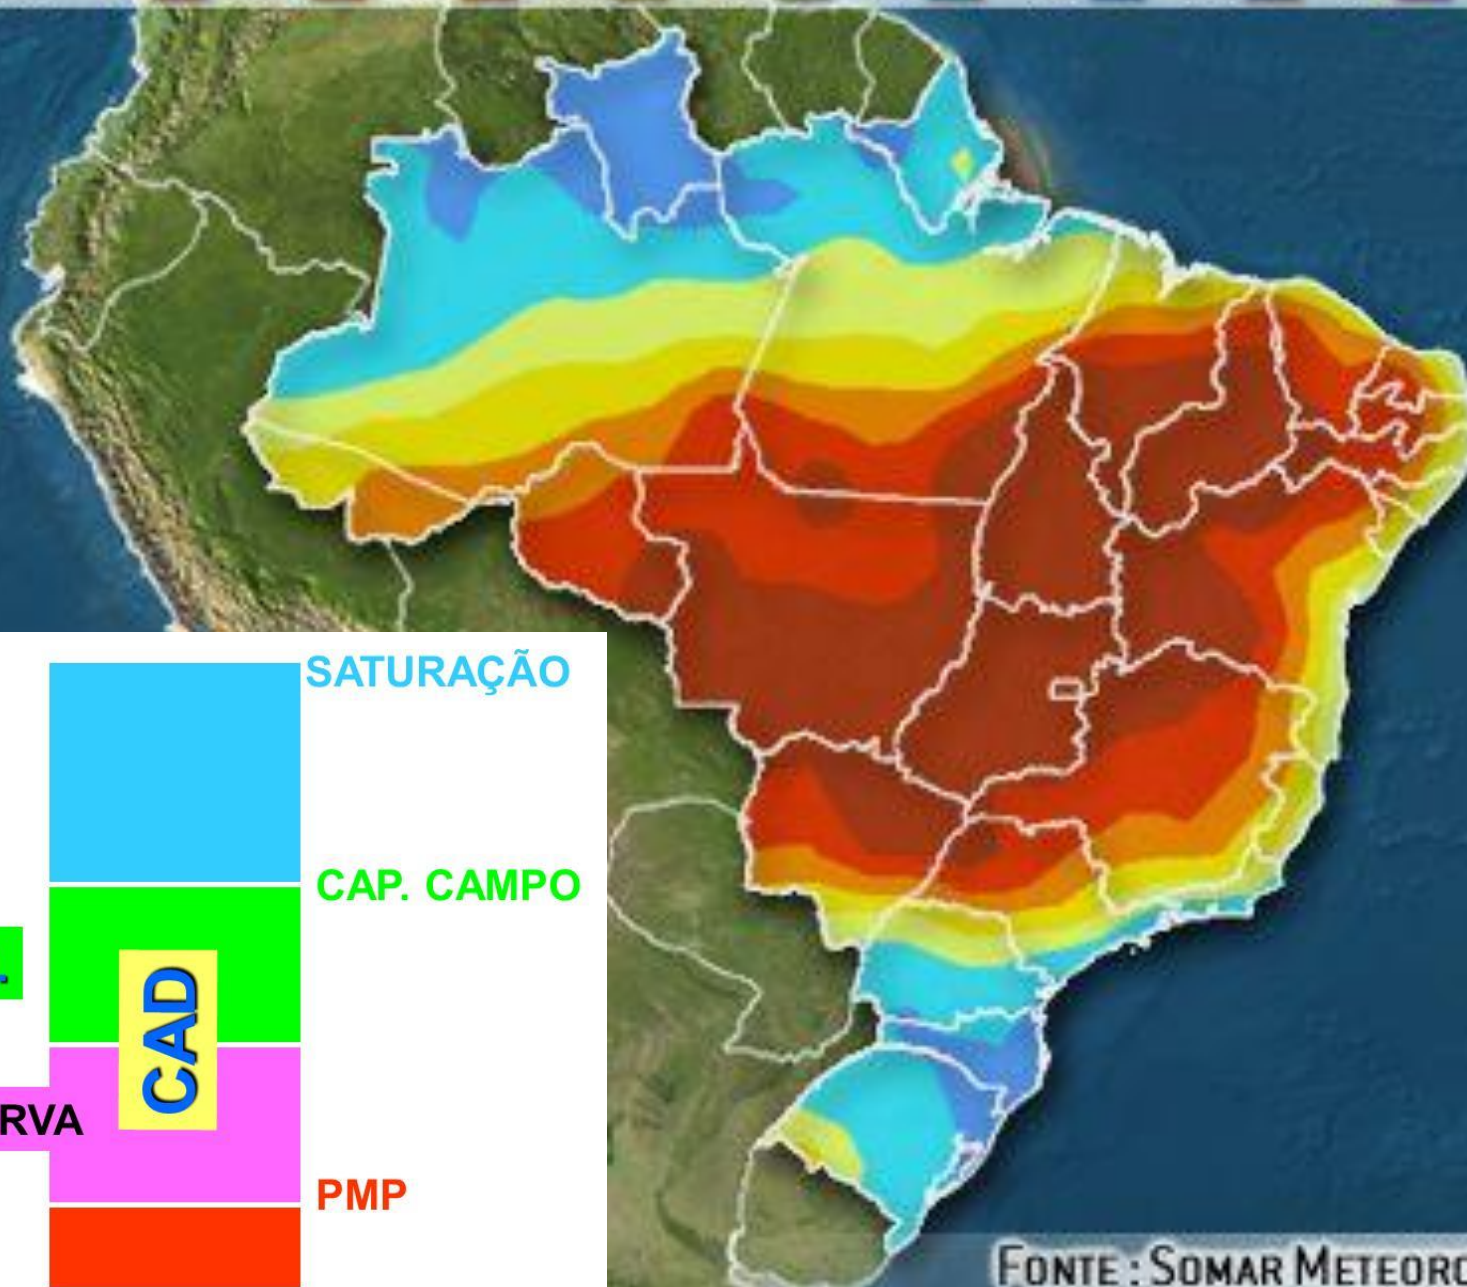 SATURAÇÃO
CAP. CAMPO
CAD
RVA
PMP
FONTE: SOMAR METEORO